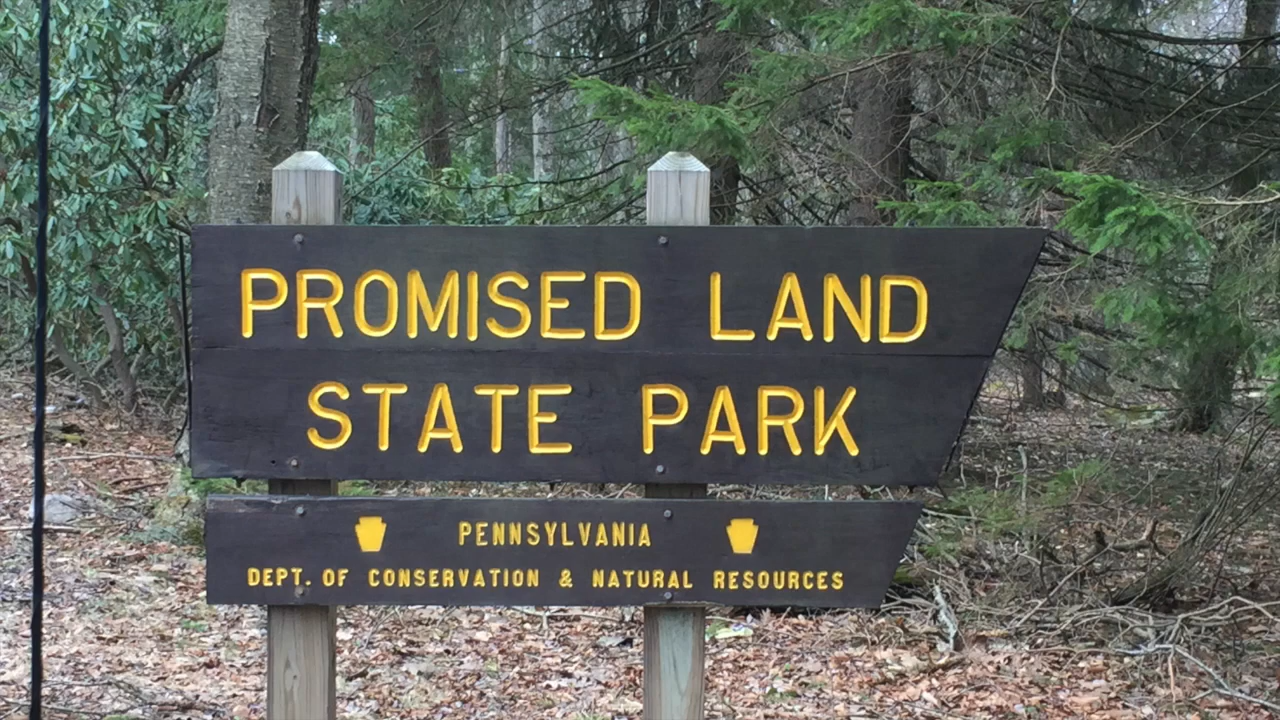 PROMISED LAND
STATE PARK
PENNSYLVANIA
DEPT. OF CONSERVATION & NATURAL RESOURCES